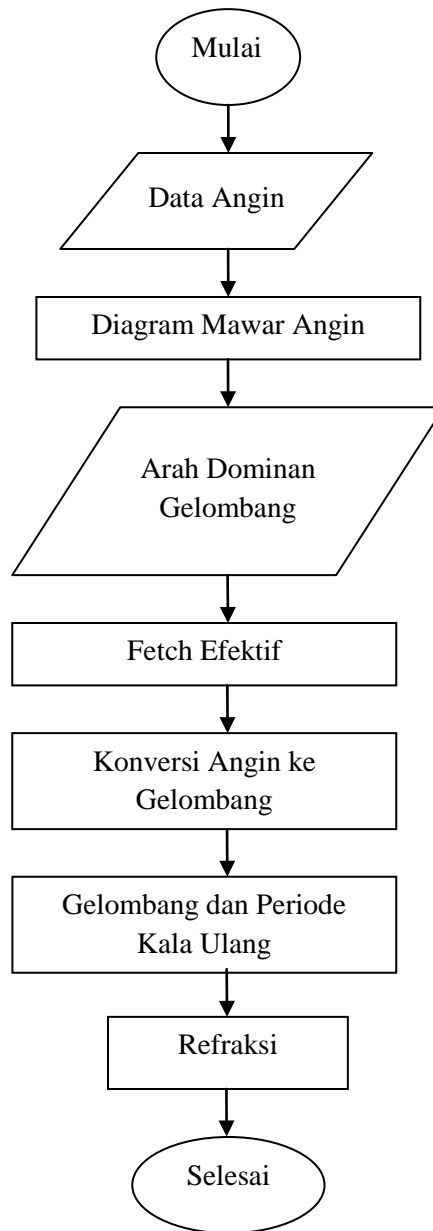 Mulai
Data Angin
Diagram Mawar Angin
Arah Dominan
Gelombang
Fetch Efektif
Konversi Angin ke
Gelombang
Gelombang dan Periode
Kala Ulang
Refraksi
Selesai